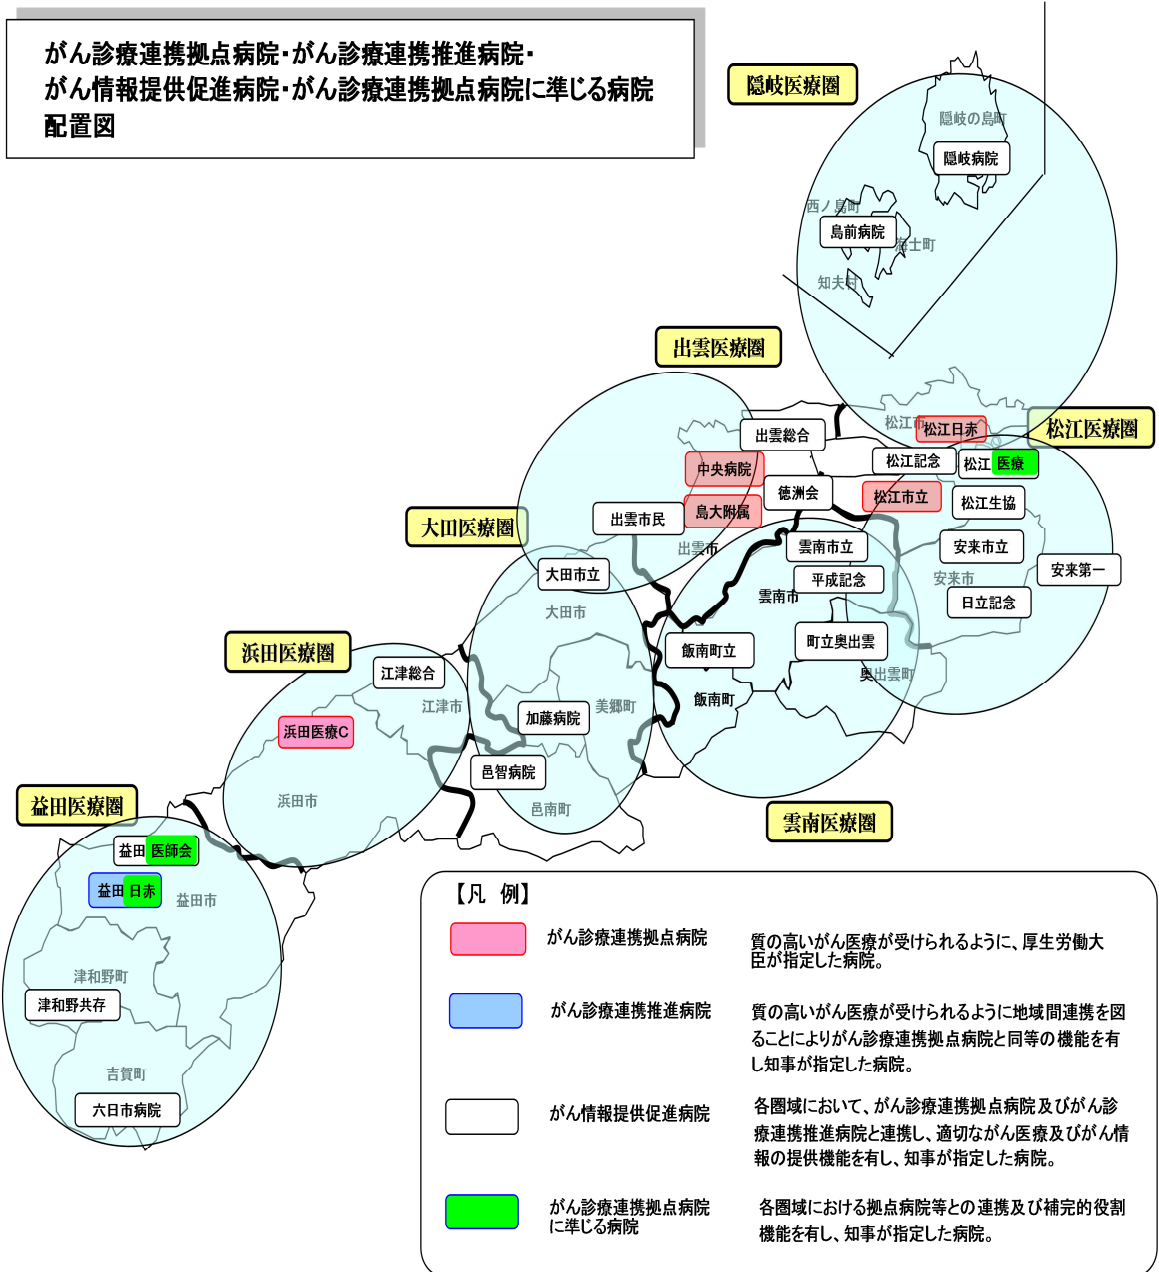 がん診療連携拠点病院・がん診療連携推進病院・
がん情報提供促進病院・がん診療連携拠点病院に準じる病院
配置図
隠岐医療圏
隠岐の島町
隠岐病院
西ノ島町
島前病院
海士町
知夫村
出雲医療圏
松江医療圏
松江市
松江日赤
出雲総合
松江記念
松江医療
中央病院
徳洲会
松江市立
松江生協
島大附属
出雲市民
出雲市
大田医療圏
雲南市立
安来市立
安来第一
大田市立
平成記念
安来市
雲南市
日立記念
大田市
飯南町立
町立奥出雲
浜田医療圏
江津総合
奥出雲町
江津市
美郷町
飯南町
加藤病院
浜田医療C
邑智病院
浜田市
邑南町
益田医療圏
雲南医療圏
益田医師会
益田日赤
益田市
津和野町
津和野共存
吉賀町
六日市病院
【凡 例】
がん診療連携拠点病院
質の高いがん医療が受けられるように、厚生労働大
臣が指定した病院。
がん診療連携推進病院
質の高いがん医療が受けられるように地域間連携を図
ることによりがん診療連携拠点病院と同等の機能を有
し知事が指定した病院。
がん情報提供促進病院
各圏域において、がん診療連携拠点病院及びがん診
療連携推進病院と連携し、適切ながん医療及びがん情
報の提供機能を有し、知事が指定した病院。
がん診療連携拠点病院
に準じる病院
各圏域における拠点病院等との連携及び補完的役割
機能を有し、知事が指定した病院。